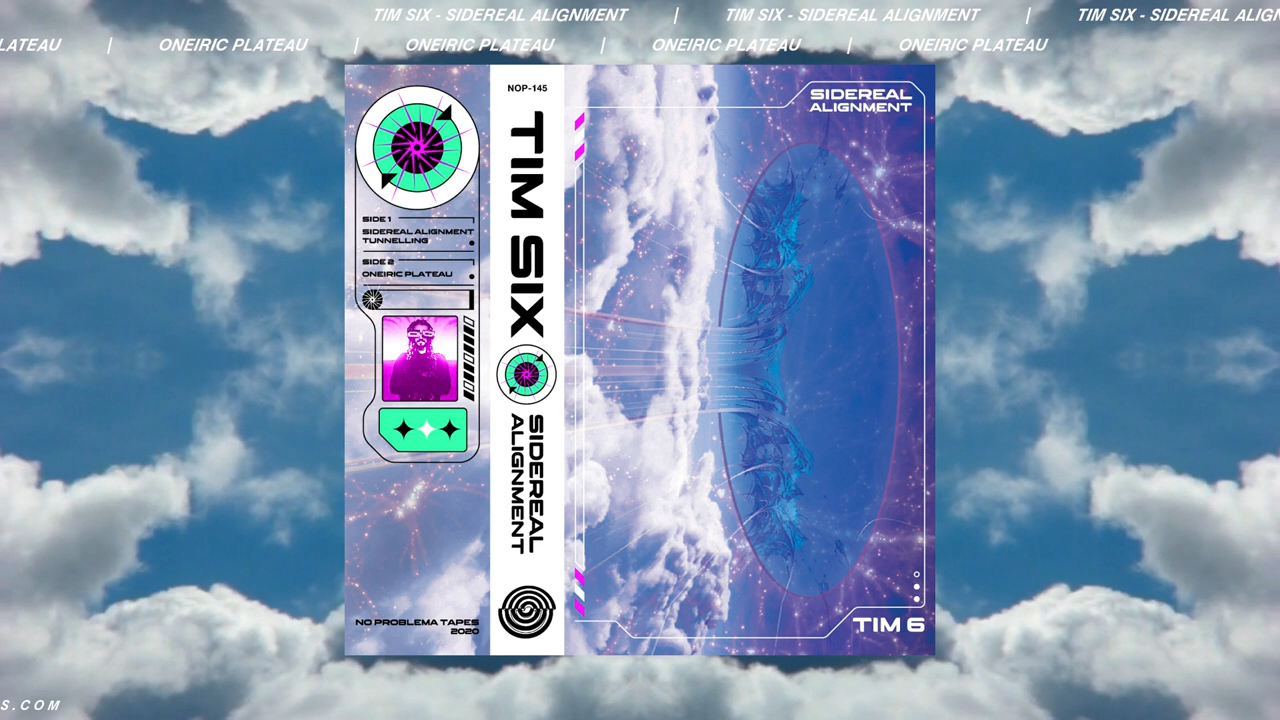 TIM SIX - SIDEREAL ALIGNMENT | TIM SIX - SIDEREAL ALIGNMENT | TIM SIX - SIDEREAL ALIGN
LATEAU | ONEIRIC PLATEAU | ONEIRIC PLATEAU | ONEIRIC PLATEAU | ONEIRIC PLATEAU
SIDE 1
SIDEREAL ALIGNMENT
TUNNELLING
SIDE 2
ONEIRIC PLATEAU
NO PROBLEMA TAPES
2020
NOP-145
TIM SIX
SIDEREAL
ALIGNMENT
SIDEREAL
ALIGNMENT
TIM 6
S.COM